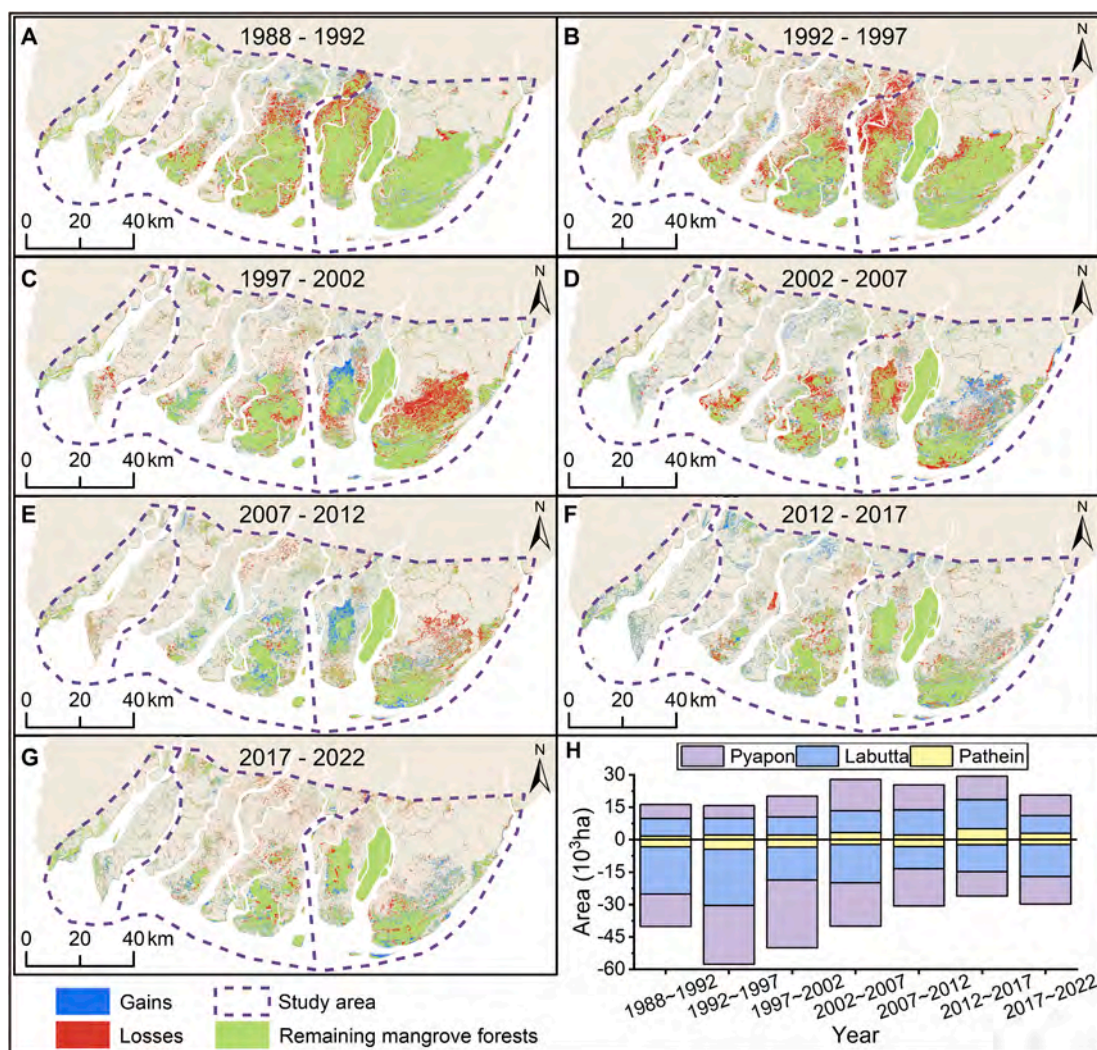 A 1988 - 1992 N
0 20 40 km
B 1992 - 1997 N
0 20 40 km
C 1997 - 2002 N
0 20 40 km
D 2002 - 2007 N
0 20 40 km
E 2007 - 2012 N
0 20 40 km
F 2012 - 2017 N
0 20 40 km
G 2017 - 2022 N
0 20 40 km
H Pyapon Labutta Pathein
30
15
0
-15
-30
-45
-60
Area (10³ha)
1988~1992 1992~1997 1997~2002 2002~2007 2007~2012 2012~2017 2017~2022
Year
Gains Study area
Losses Remaining mangrove forests